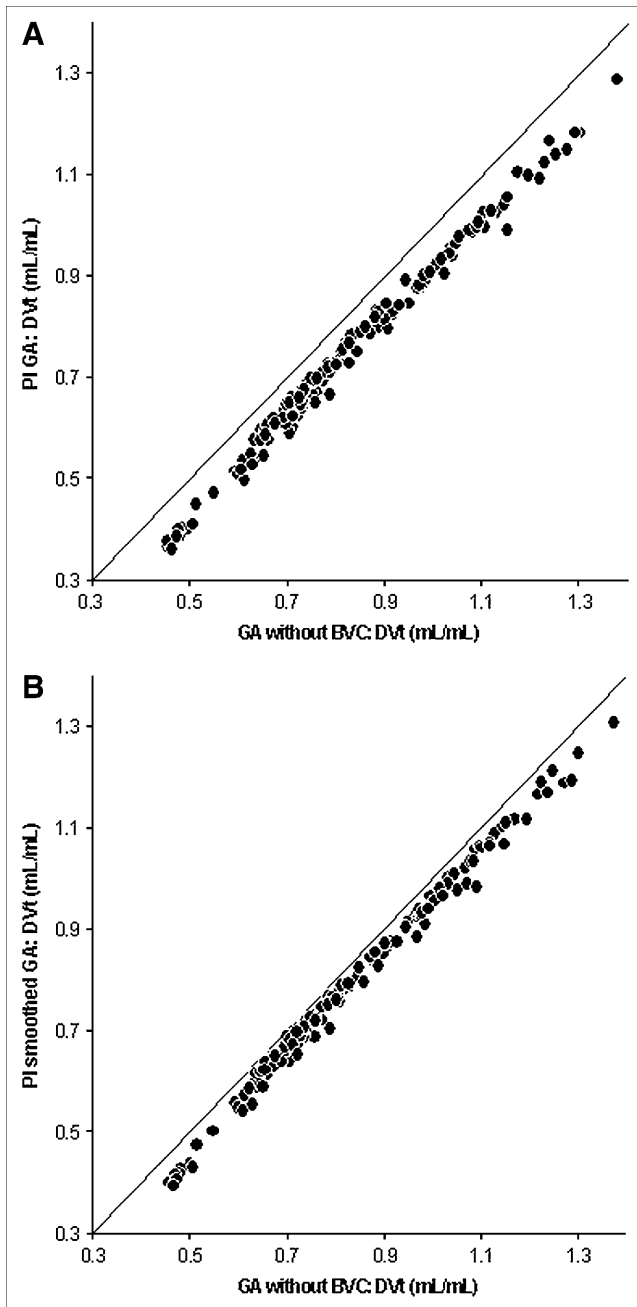 A
1.3
1.1
0.9
0.7
0.5
0.3
PI GA: DVt (mL/mL)
0.3 0.5 0.7 0.9 1.1 1.3
GA without BVC: DVt (mL/mL)
B
1.3
1.1
0.9
0.7
0.5
0.3
PI smoothed GA: DVt (mL/mL)
0.3 0.5 0.7 0.9 1.1 1.3
GA without BVC: DVt (mL/mL)